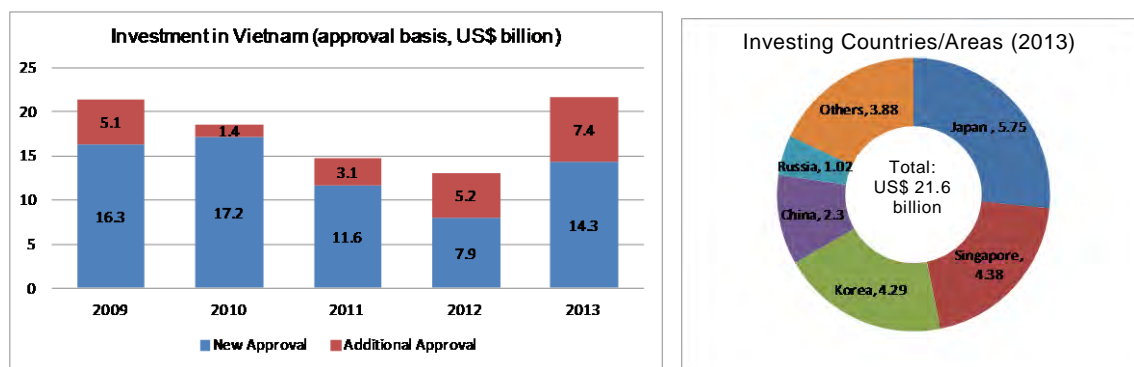 Investment in Vietnam (approval basis, US$ billion)
25
20
15
10
5
0
5.1
16.3
1.4
17.2
3.1
11.6
5.2
7.9
7.4
14.3
2009
2010
2011
2012
2013
New Approval
Additional Approval
Investing Countries/Areas (2013)
Others, 3.88
Japan , 5.75
Russia, 1.02
China, 2.3
Korea, 4.29
Singapore,
4.38
Total:
US$ 21.6
billion